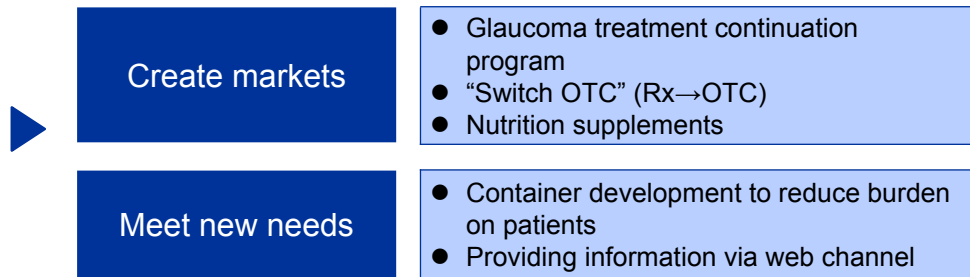 Create markets
● Glaucoma treatment continuation
program
● “Switch OTC” (Rx→OTC)
● Nutrition supplements
Meet new needs
● Container development to reduce burden
on patients
● Providing information via web channel